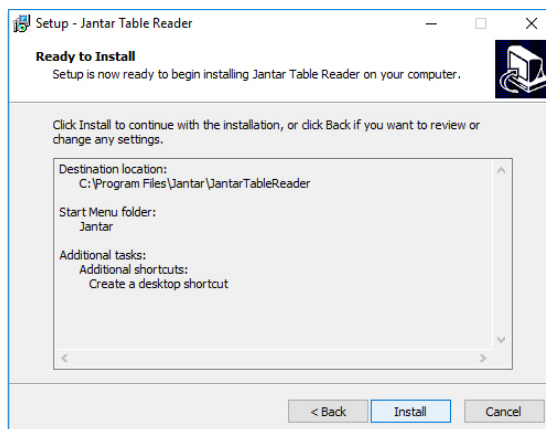 Setup - Jantar Table Reader
Ready to Install
Setup is now ready to begin installing Jantar Table Reader on your computer.
Click Install to continue with the installation, or click Back if you want to review or
change any settings.
Destination location:
C:\Program Files\Jantar\JantarTableReader
Start Menu folder:
Jantar
Additional tasks:
Additional shortcuts:
Create a desktop shortcut
< Back
Install
Cancel